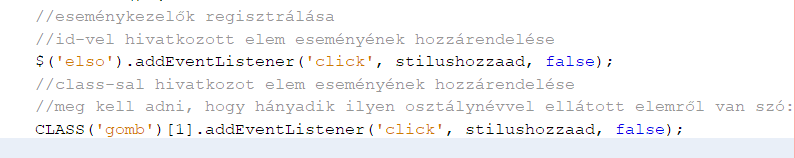 //eseménykezelők regisztrálása
//id-vel hivatkozott elem eseményének hozzárendelése
$('elso').addEventListener('click', stilushozzaad, false);
//class-sal hivatkozot elem eseményének hozzárendelése
//meg kell adni, hogy hányadik ilyen osztálynévvel ellátott elemről van szó:
CLASS('gomb')[1].addEventListener('click', stilushozzaad, false);